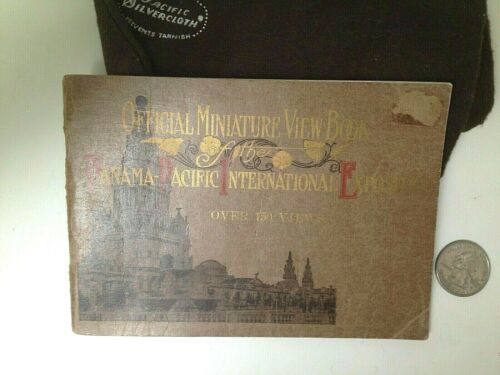 PACIFIC
SILVERCLOTH
PREVENTS TARNISH
OFFICIAL MINIATURE VIEW BOOK
of the
PANAMA-PACIFIC INTERNATIONAL EXPOSITION
OVER 150 VIEWS